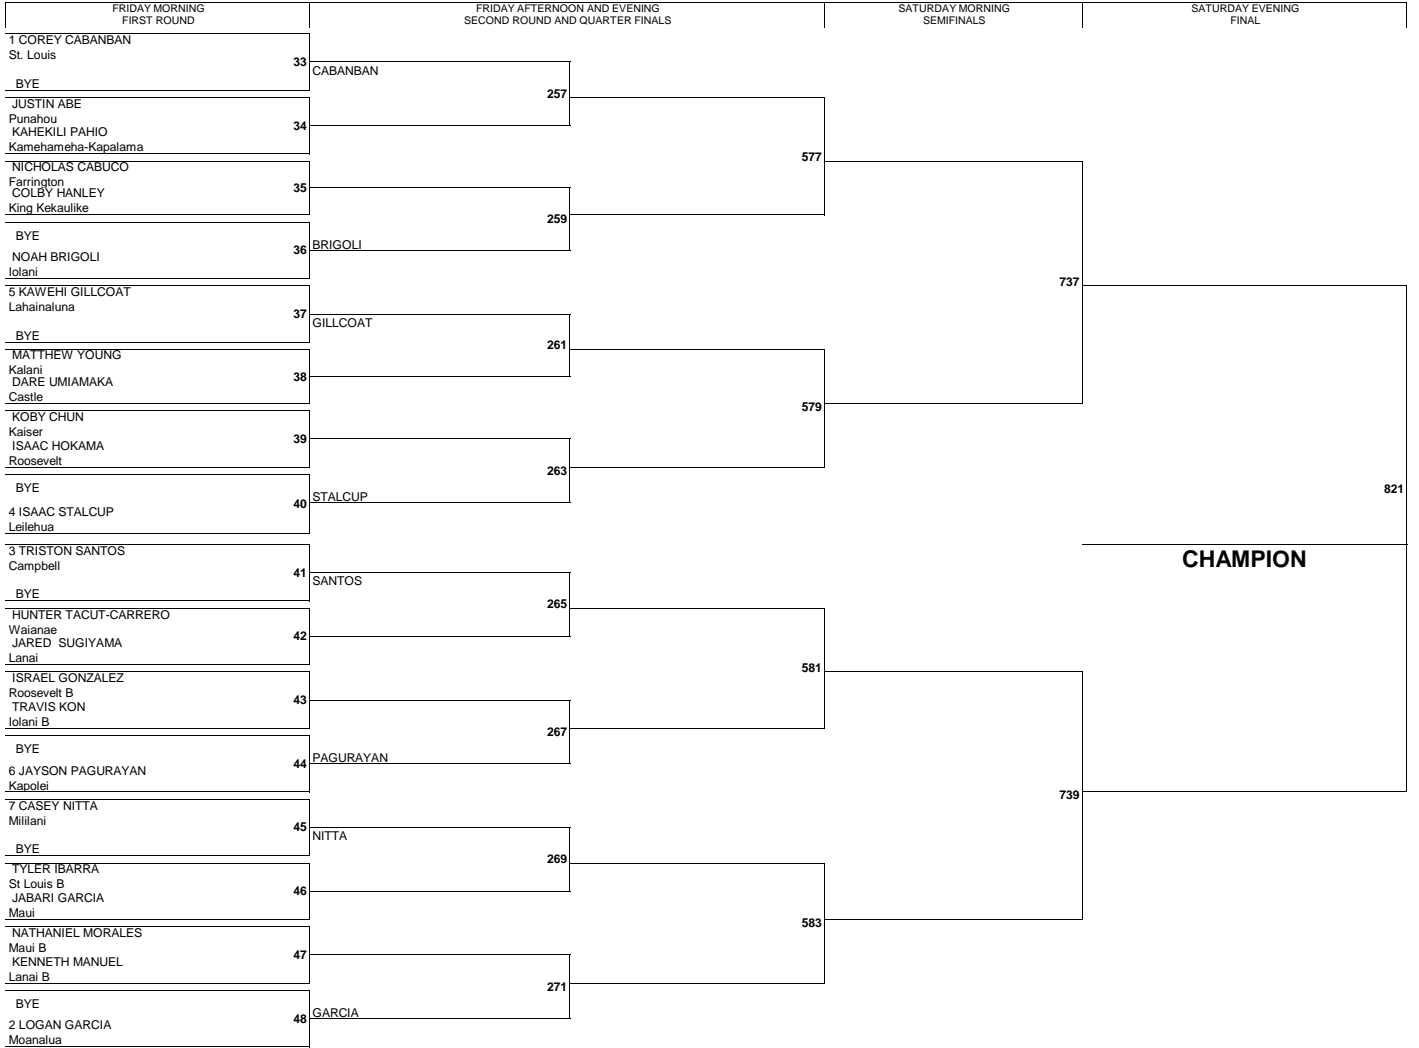 FRIDAY MORNING
FIRST ROUND
FRIDAY AFTERNOON AND EVENING
SECOND ROUND AND QUARTER FINALS
SATURDAY MORNING
SEMIFINALS
SATURDAY EVENING
FINAL
1 COREY CABANBAN
St. Louis
33
BYE
CABANBAN
257
JUSTIN ABE
Punahou
34
KAHEKILI PAHIO
Kamehameha-Kapalama
577
NICHOLAS CABUCO
Farrington
35
COLBY HANLEY
King Kekaulike
259
BYE
36
BRIGOLI
NOAH BRIGOLI
Iolani
737
5 KAWEHI GILLCOAT
Lahainaluna
37
BYE
GILLCOAT
261
MATTHEW YOUNG
Kalani
38
DARE UMIAMAKA
Castle
579
KOBY CHUN
Kaiser
39
ISAAC HOKAMA
Roosevelt
263
BYE
40
STALCUP
4 ISAAC STALCUP
Leilehua
821
CHAMPION
3 TRISTON SANTOS
Campbell
41
BYE
SANTOS
265
HUNTER TACUT-CARRERO
Waianae
42
JARED  SUGIYAMA
Lanai
581
ISRAEL GONZALEZ
Roosevelt B
43
TRAVIS KON
Iolani B
267
BYE
44
PAGURAYAN
6 JAYSON PAGURAYAN
Kapolei
739
7 CASEY NITTA
Mililani
45
BYE
NITTA
269
TYLER IBARRA
St Louis B
46
JABARI GARCIA
Maui
583
NATHANIEL MORALES
Maui B
47
KENNETH MANUEL
Lanai B
271
BYE
48
GARCIA
2 LOGAN GARCIA
Moanalua